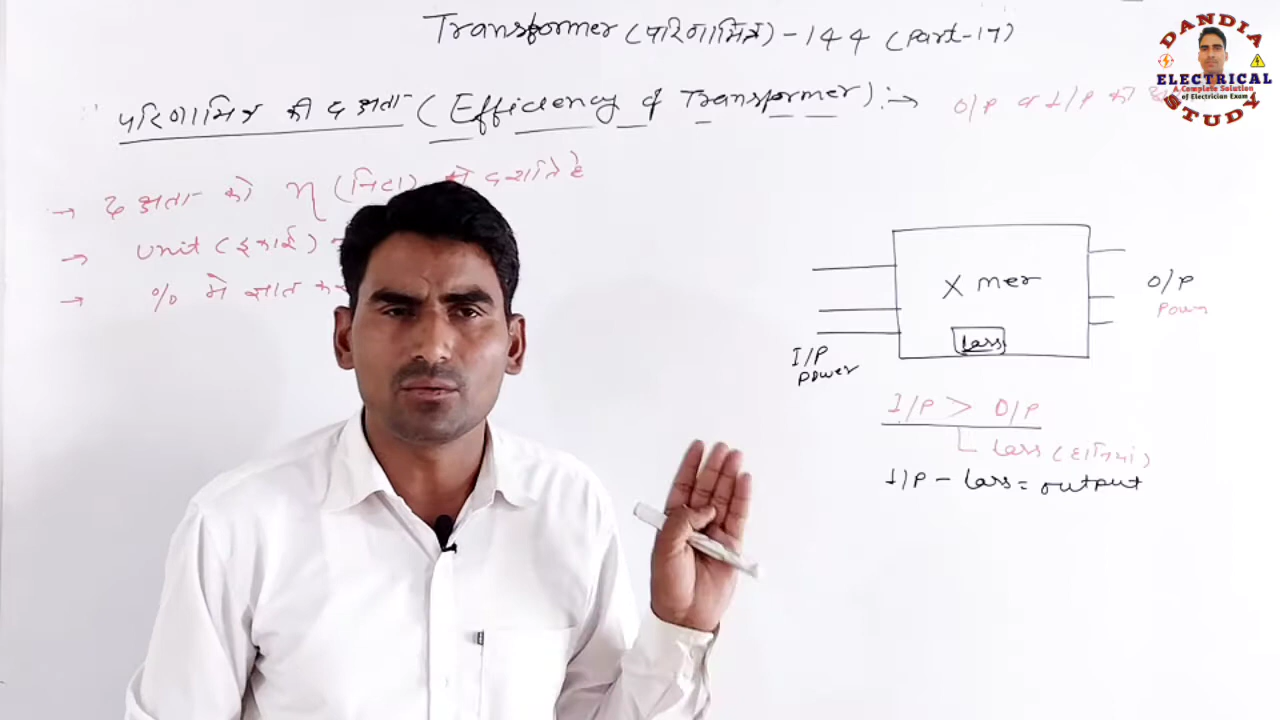 Transformer (परिणामित्र) - 144 (Part-17)
परिणामित्र की दक्षता (Efficiency of Transformer) :→ O/P व I/P की
→ दक्षता को η (निटा) से दर्शाते है
→ Unit (इकाई)
→ % में ज्ञात
X mer
Loss
I/P
power
O/P
Power
I/P > O/P
Loss (हानियां)
I/P - Loss = output
DANDIA
ELECTRICAL
A Complete Solution
of Electrician Exam
STUDY